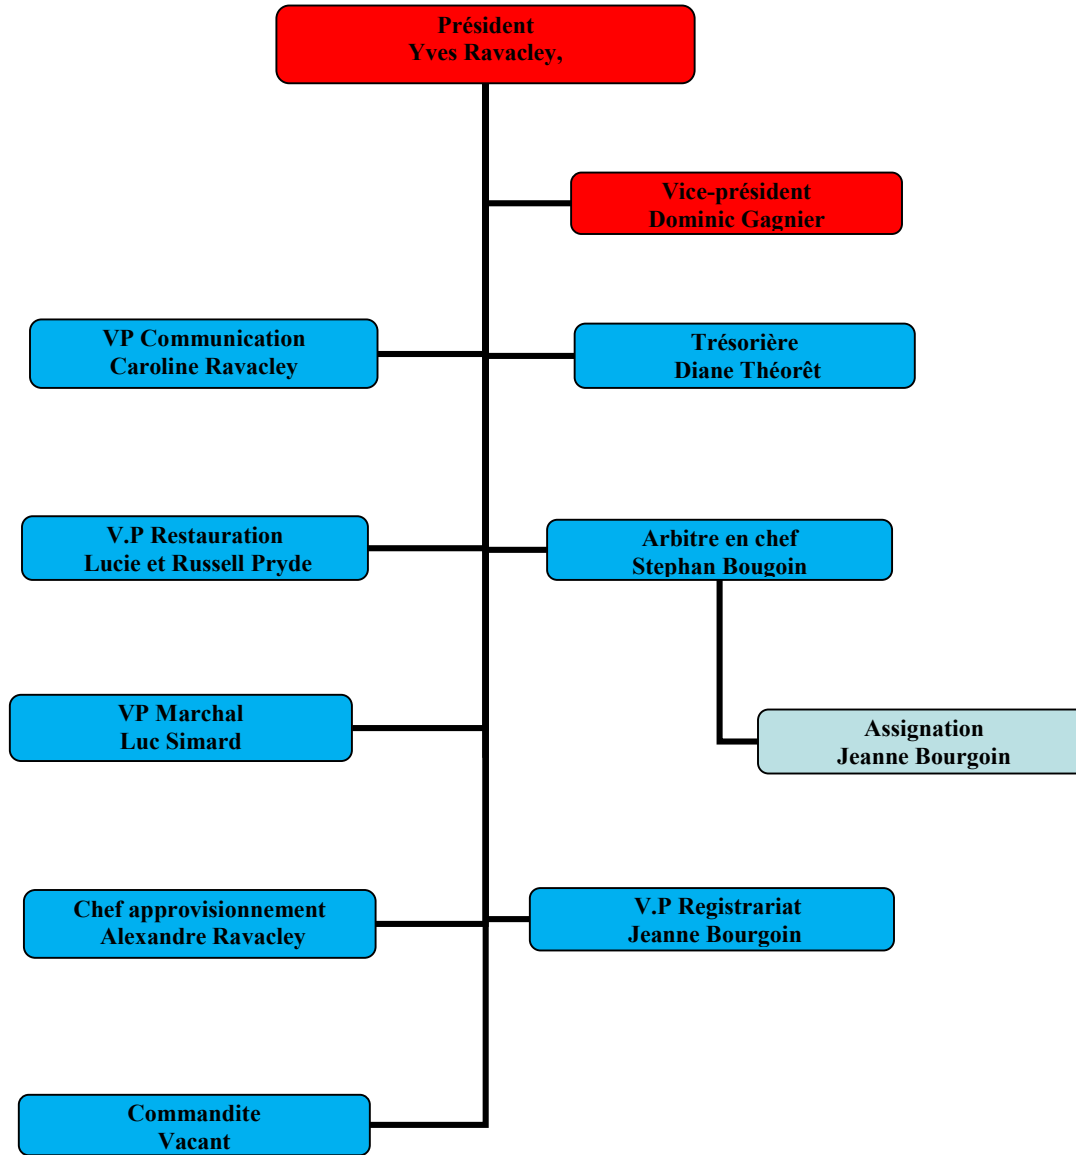 Président
Yves Ravacley,
Vice-président
Dominic Gagnier
VP Communication
Caroline Ravacley
Trésorière
Diane Théorêt
V.P Restauration
Lucie et Russell Pryde
Arbitre en chef
Stephan Bougoin
VP Marchal
Luc Simard
Assignation
Jeanne Bourgoin
Chef approvisionnement
Alexandre Ravacley
V.P Registrariat
Jeanne Bourgoin
Commandite
Vacant